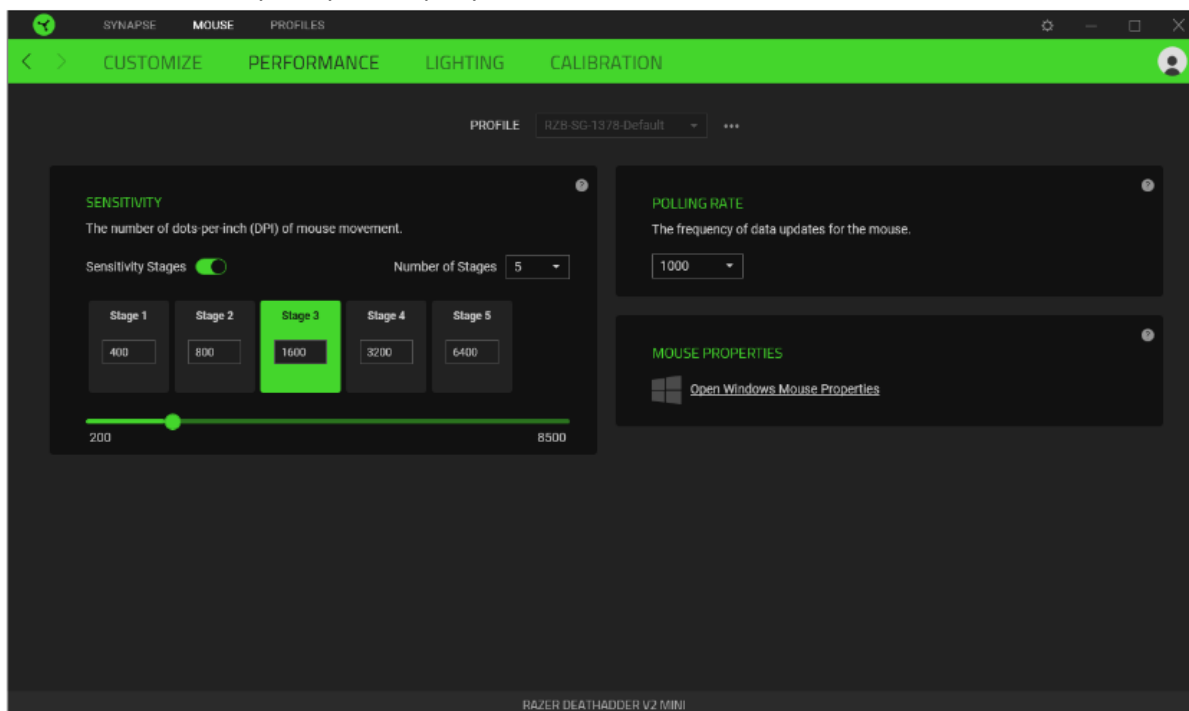 SYNAPSE MOUSE PROFILES
CUSTOMIZE PERFORMANCE LIGHTING CALIBRATION
PROFILE RZB-SG-1378-Default
SENSITIVITY
The number of dots-per-inch (DPI) of mouse movement.
Sensitivity Stages Number of Stages 5
Stage 1 Stage 2 Stage 3 Stage 4 Stage 5
400 800 1600 3200 6400
200 8500
POLLING RATE
The frequency of data updates for the mouse.
1000
MOUSE PROPERTIES
Open Windows Mouse Properties
RAZER DEATHADDER V2 MINI